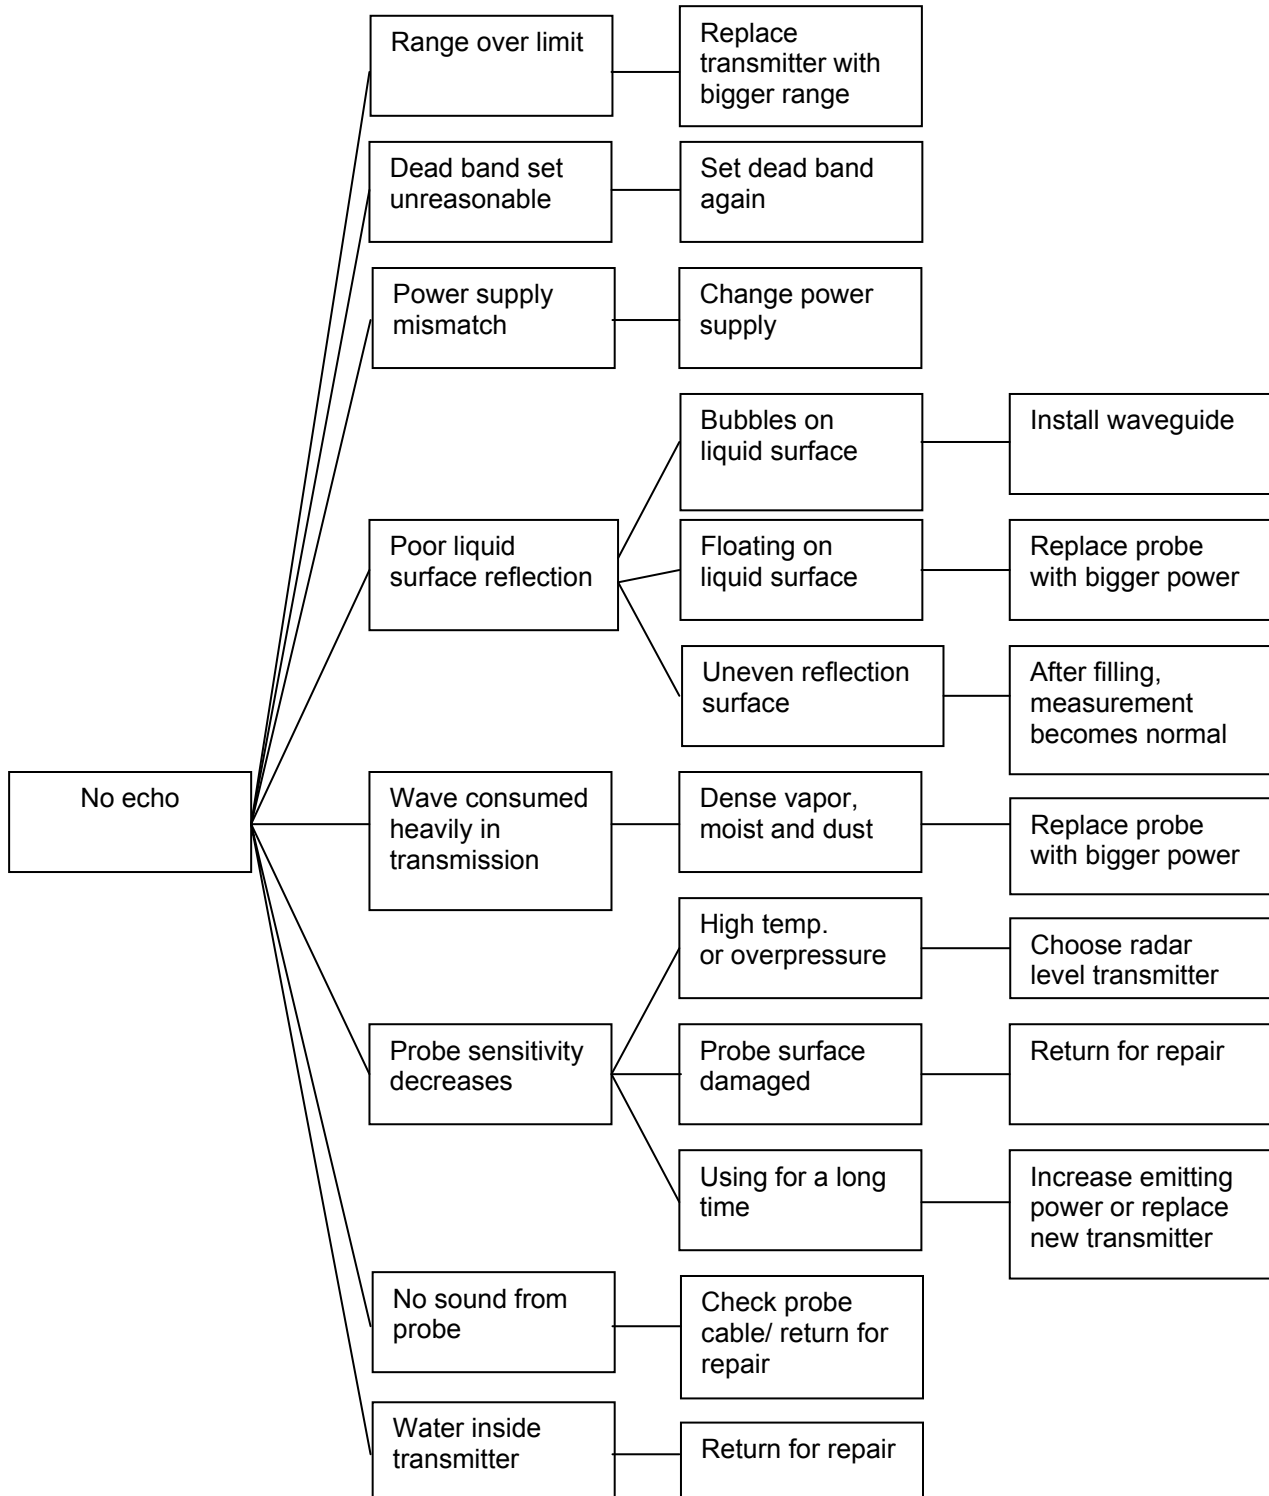 Range over limit
Replace
transmitter with
bigger range
Dead band set
unreasonable
Set dead band
again
Power supply
mismatch
Change power
supply
Bubbles on
liquid surface
Install waveguide
Poor liquid
surface reflection
Floating on
liquid surface
Replace probe
with bigger power
Uneven reflection
surface
After filling,
measurement
becomes normal
No echo
Wave consumed
heavily in
transmission
Dense vapor,
moist and dust
Replace probe
with bigger power
High temp.
or overpressure
Choose radar
level transmitter
Probe sensitivity
decreases
Probe surface
damaged
Return for repair
Using for a long
time
Increase emitting
power or replace
new transmitter
No sound from
probe
Check probe
cable/ return for
repair
Water inside
transmitter
Return for repair